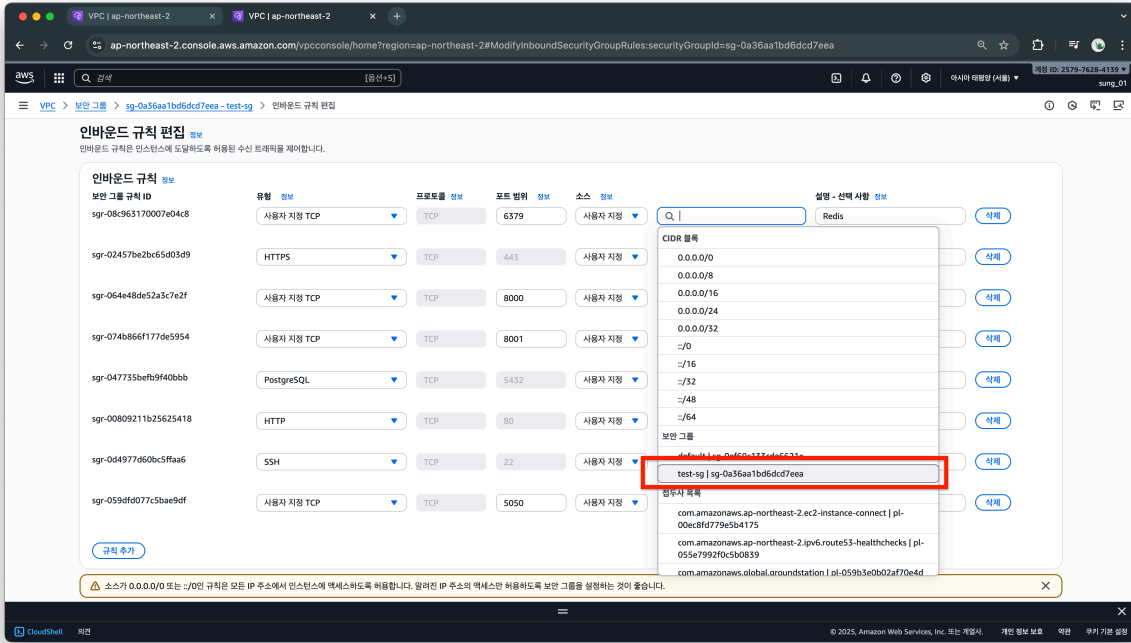 VPC | ap-northeast-2
VPC | ap-northeast-2
ap-northeast-2.console.aws.amazon.com/vpcconsole/home?region=ap-northeast-2#ModifyInboundSecurityGroupRules:securityGroupId=sg-0a36aa1bd6dcd7eea
aws 검색 [옵션+S] 아시아 태평양 (서울) 계정 ID: 2579-7628-4139
sung_01
VPC > 보안 그룹 > sg-0a36aa1bd6dcd7eea - test-sg > 인바운드 규칙 편집
인바운드 규칙 편집 정보
인바운드 규칙은 인스턴스에 도달하도록 허용된 수신 트래픽을 제어합니다.
인바운드 규칙 정보
보안 그룹 규칙 ID 유형 정보 프로토콜 정보 포트 범위 정보 소스 정보 설명 - 선택 사항 정보
sgr-08c963170007e04c8 사용자 지정 TCP TCP 6379 사용자 지정 Redis 삭제
sgr-02457be2bc65d03d9 HTTPS TCP 443 사용자 지정 삭제
sgr-064e48de52a3c7e2f 사용자 지정 TCP TCP 8000 사용자 지정 삭제
sgr-074b866f177de5954 사용자 지정 TCP TCP 8001 사용자 지정 삭제
sgr-047735befb9f40bbb PostgreSQL TCP 5432 사용자 지정 삭제
sgr-00809211b25625418 HTTP TCP 80 사용자 지정 삭제
sgr-0d4977d60bc5ffaa6 SSH TCP 22 사용자 지정 삭제
sgr-059dfd077c5bae9df 사용자 지정 TCP TCP 5050 사용자 지정 삭제
CIDR 블록
0.0.0.0/0
0.0.0.0/8
0.0.0.0/16
0.0.0.0/24
0.0.0.0/32
::/0
::/16
::/32
::/48
::/64
보안 그룹
default |
test-sg | sg-0a36aa1bd6dcd7eea
접두사 목록
com.amazonaws.ap-northeast-2.ec2-instance-connect | pl-
00ec8fd779e5b4175
com.amazonaws.ap-northeast-2.ipv6.route53-healthchecks | pl-
055e7992f0c5b0839
com.amazonaws.global.groundstation | pl-059b3e0b02af70e4d
규칙 추가
소스가 0.0.0.0/0 또는 ::/0인 규칙은 모든 IP 주소에서 인스턴스에 액세스하도록 허용합니다. 알려진 IP 주소의 액세스만 허용하도록 보안 그룹을 설정하는 것이 좋습니다.
CloudShell 의견 © 2025, Amazon Web Services, Inc. 또는 계열사. 개인 정보 보호 약관 쿠키 기본 설정